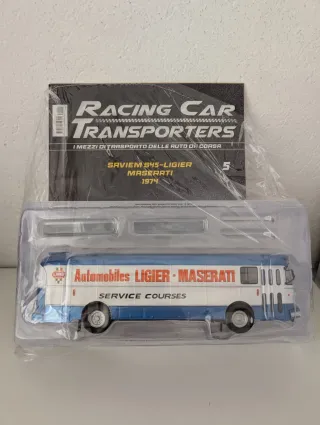 RACING CAR
TRANSPORTERS
I MEZZI DI TRASPORTO DELLE AUTO DA CORSA
SAVIEM S45-LIGIER
MASERATI
1974
5
Automobiles LIGIER - MASERATI
SERVICE COURSES